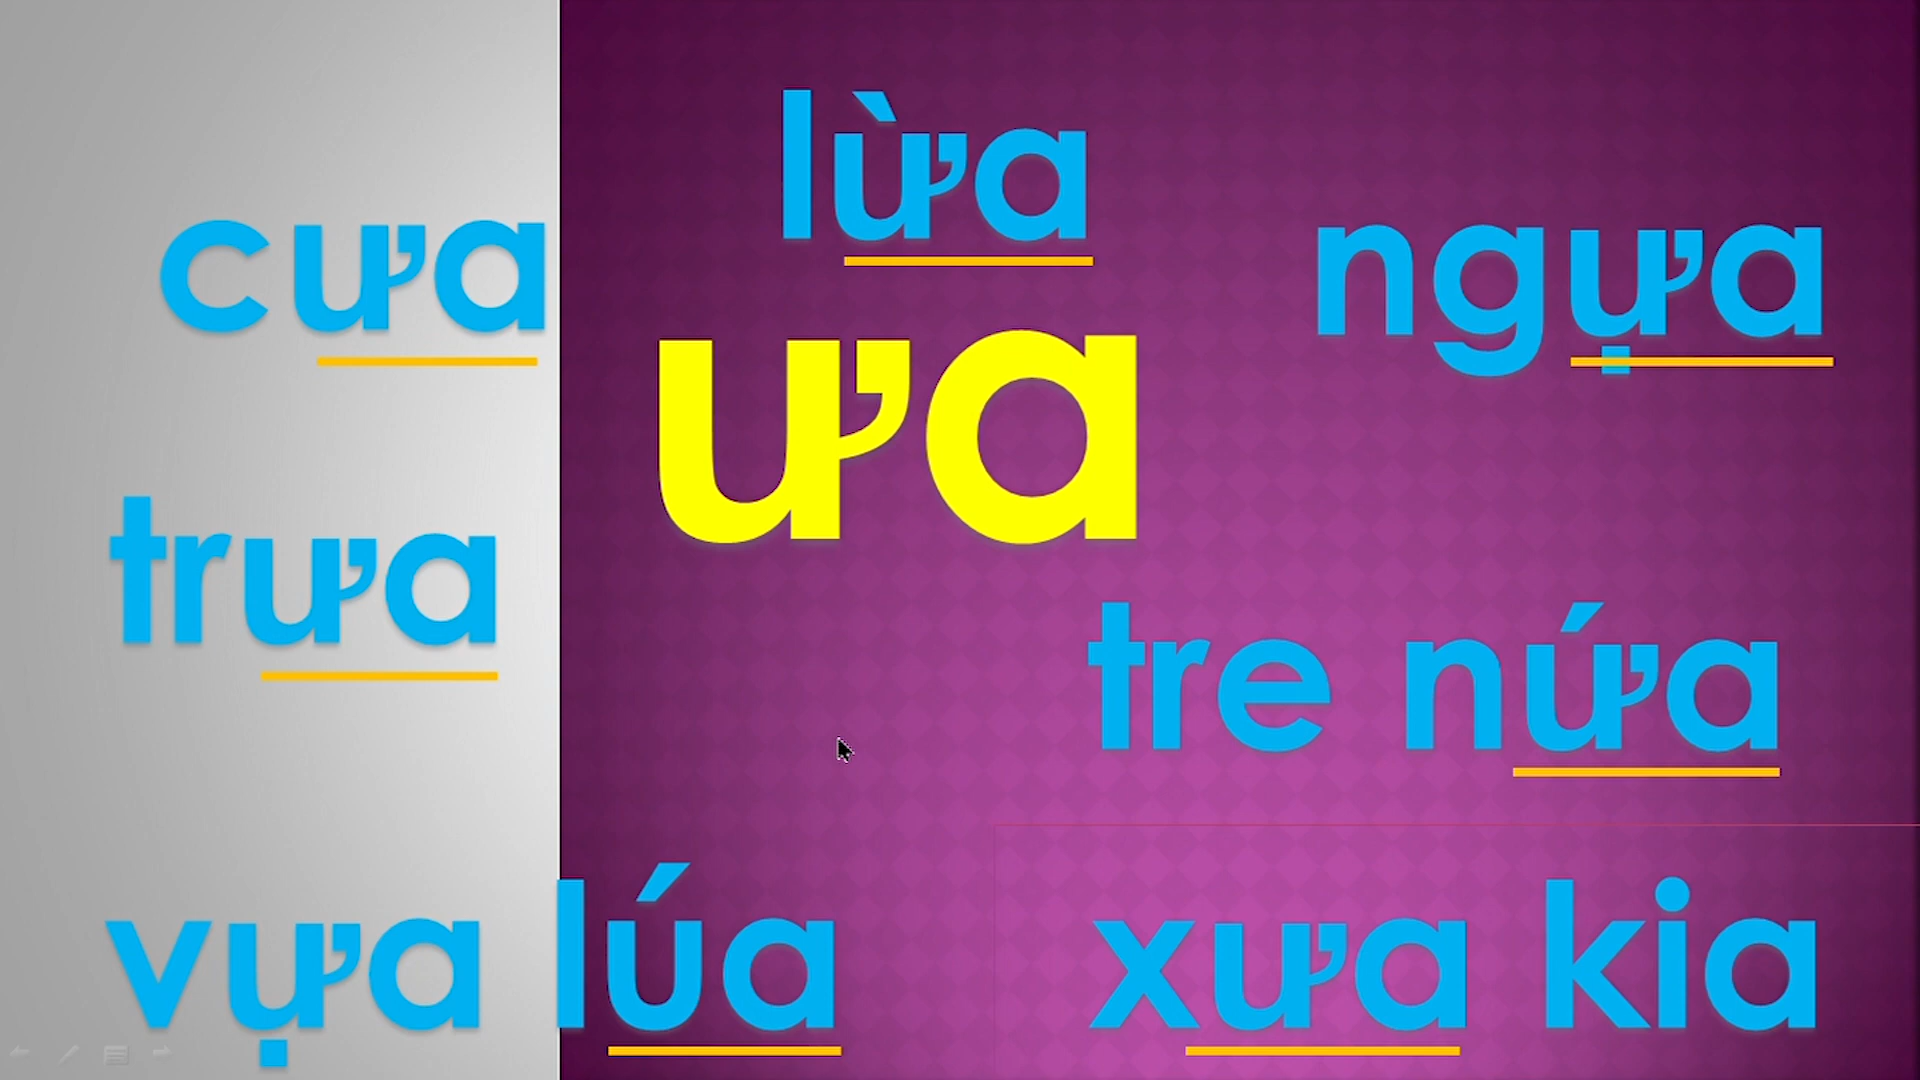 lừa
cưa
ngựa
ưa
trưa
tre nứa
vựa lúa
xưa kia